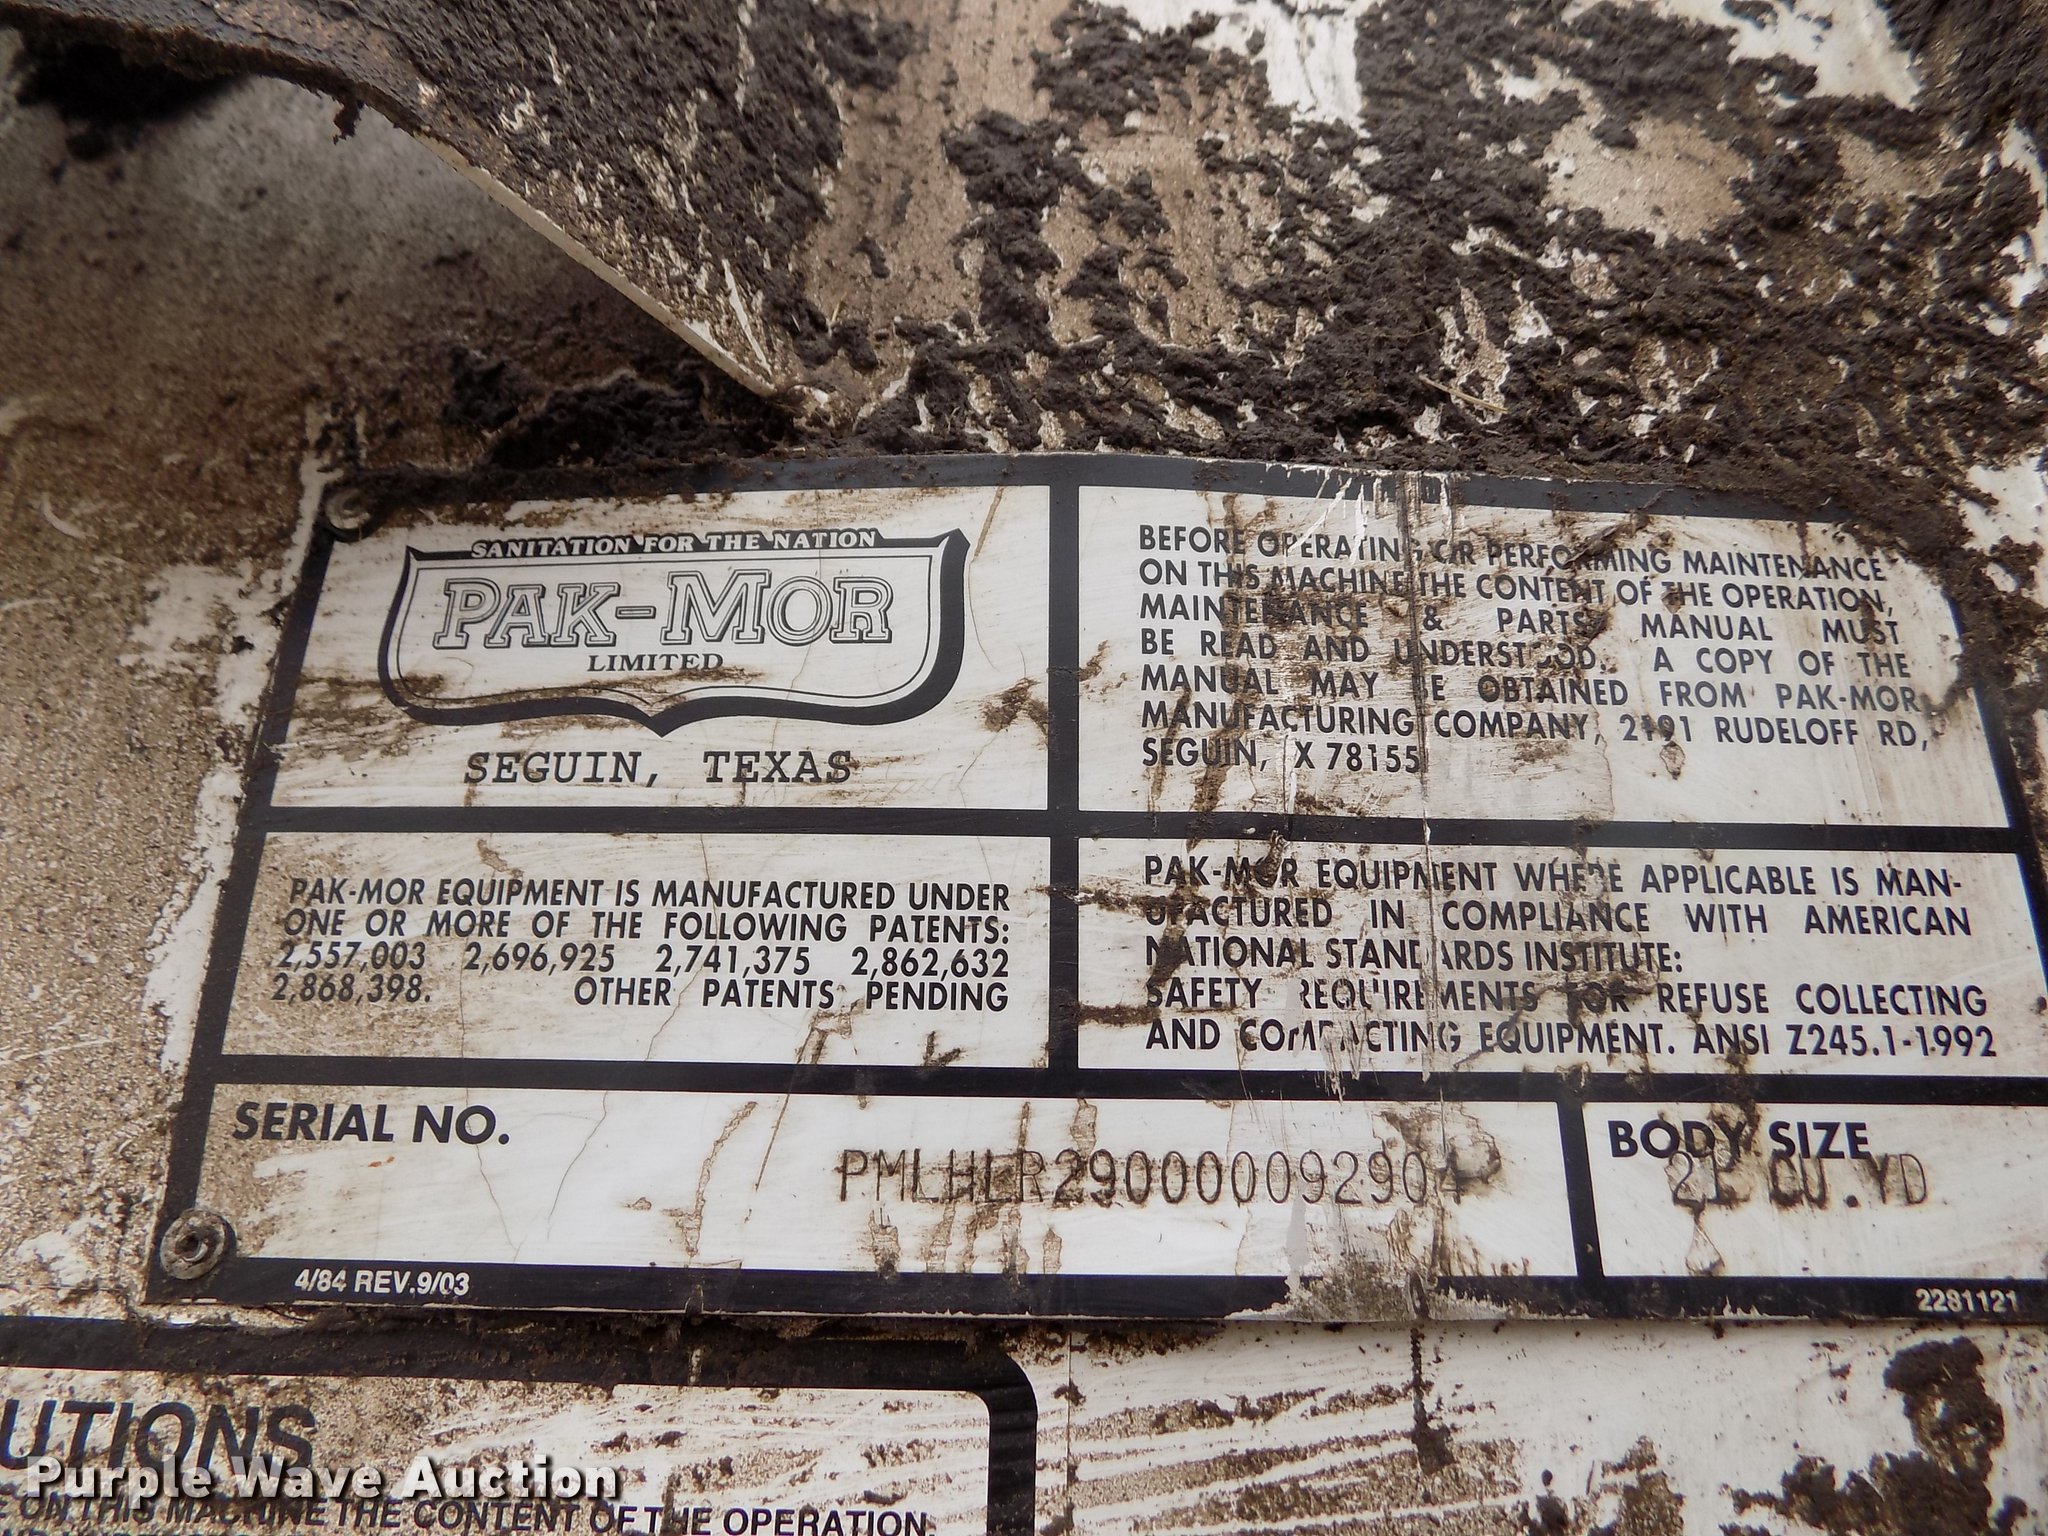 SANITATION FOR THE NATION
PAK-MOR
LIMITED
SEGUIN, TEXAS
BEFORE OPERATING OR PERFORMING MAINTENANCE
ON THIS MACHINE THE CONTENT OF THE OPERATION,
MAINTENANCE & PARTS MANUAL MUST
BE READ AND UNDERSTOOD. A COPY OF THE
MANUAL MAY BE OBTAINED FROM PAK-MOR
MANUFACTURING COMPANY, 2191 RUDELOFF RD,
SEGUIN, X 78155
PAK-MOR EQUIPMENT IS MANUFACTURED UNDER
ONE OR MORE OF THE FOLLOWING PATENTS:
2,557,003 2,696,925 2,741,375 2,862,632
2,868,398. OTHER PATENTS PENDING
PAK-MOR EQUIPMENT WHERE APPLICABLE IS MAN-
UFACTURED IN COMPLIANCE WITH AMERICAN
NATIONAL STANDARDS INSTITUTE:
SAFETY REQUIREMENTS FOR REFUSE COLLECTING
AND COMPACTING EQUIPMENT. ANSI Z245.1-1992
SERIAL NO.
PMLHLR290000092904
BODY SIZE
21 CU.YD
4/84 REV.9/03
2281121
UTIONS
Purple Wave Auction
E ON THIS MACHINE THE CONTENT OF THE OPERATION,